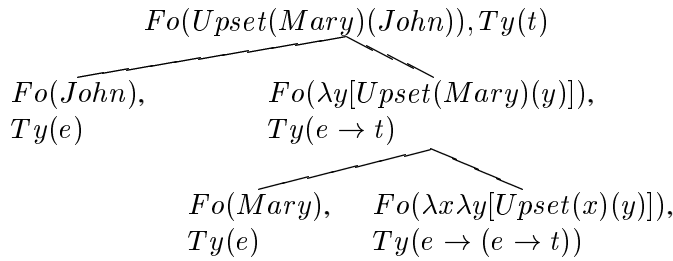 Fo(Upset(Mary)(John)), Ty(t)
Fo(John), Fo(λy[Upset(Mary)(y)]),
Ty(e) Ty(e → t)
Fo(Mary), Fo(λxλy[Upset(x)(y)]),
Ty(e) Ty(e → (e → t))